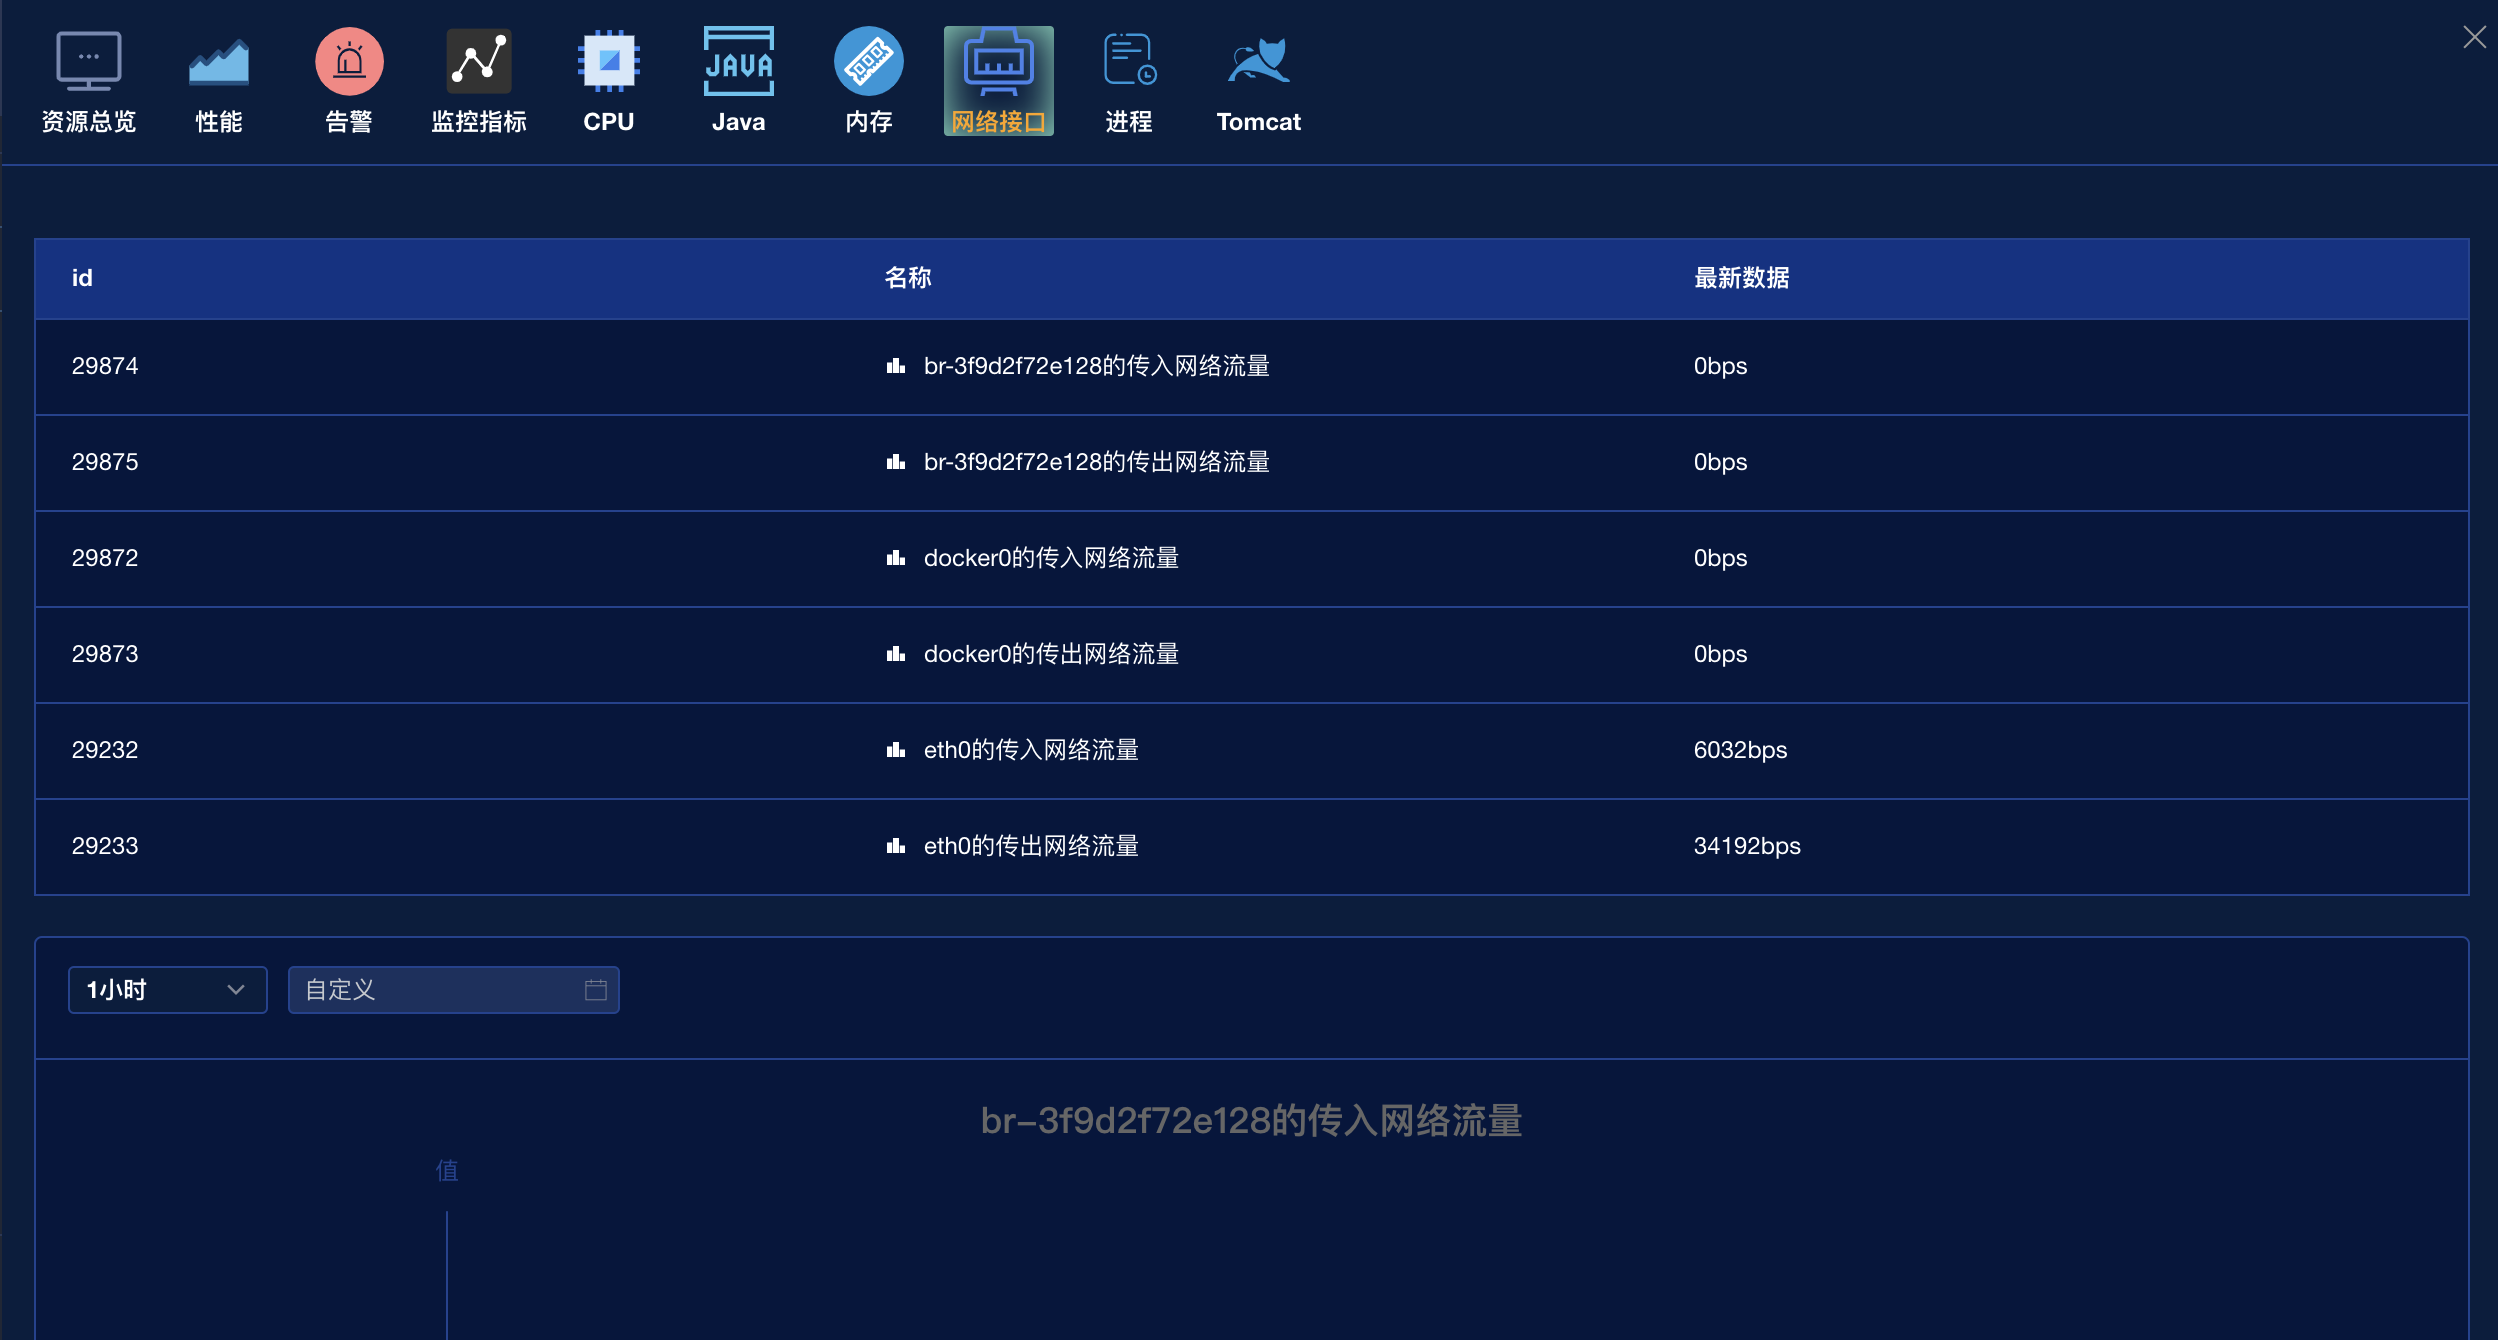 资源总览 性能 告警 监控指标 CPU Java 内存 网络接口 进程 Tomcat
id 名称 最新数据
29874 br-3f9d2f72e128的传入网络流量 0bps
29875 br-3f9d2f72e128的传出网络流量 0bps
29872 docker0的传入网络流量 0bps
29873 docker0的传出网络流量 0bps
29232 eth0的传入网络流量 6032bps
29233 eth0的传出网络流量 34192bps
1小时 自定义
br-3f9d2f72e128的传入网络流量
值